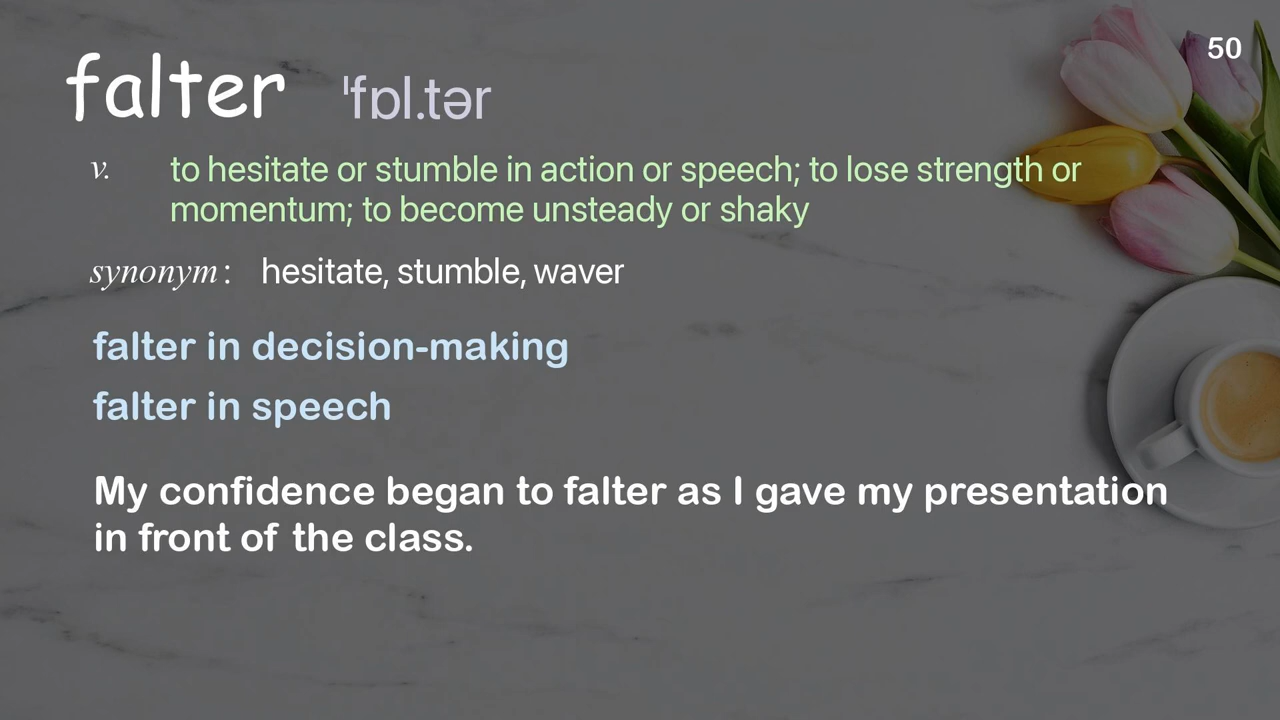 50
falter ˈfɒl.tər
v. to hesitate or stumble in action or speech; to lose strength or
momentum; to become unsteady or shaky
synonym : hesitate, stumble, waver
falter in decision-making
falter in speech
My confidence began to falter as I gave my presentation
in front of the class.